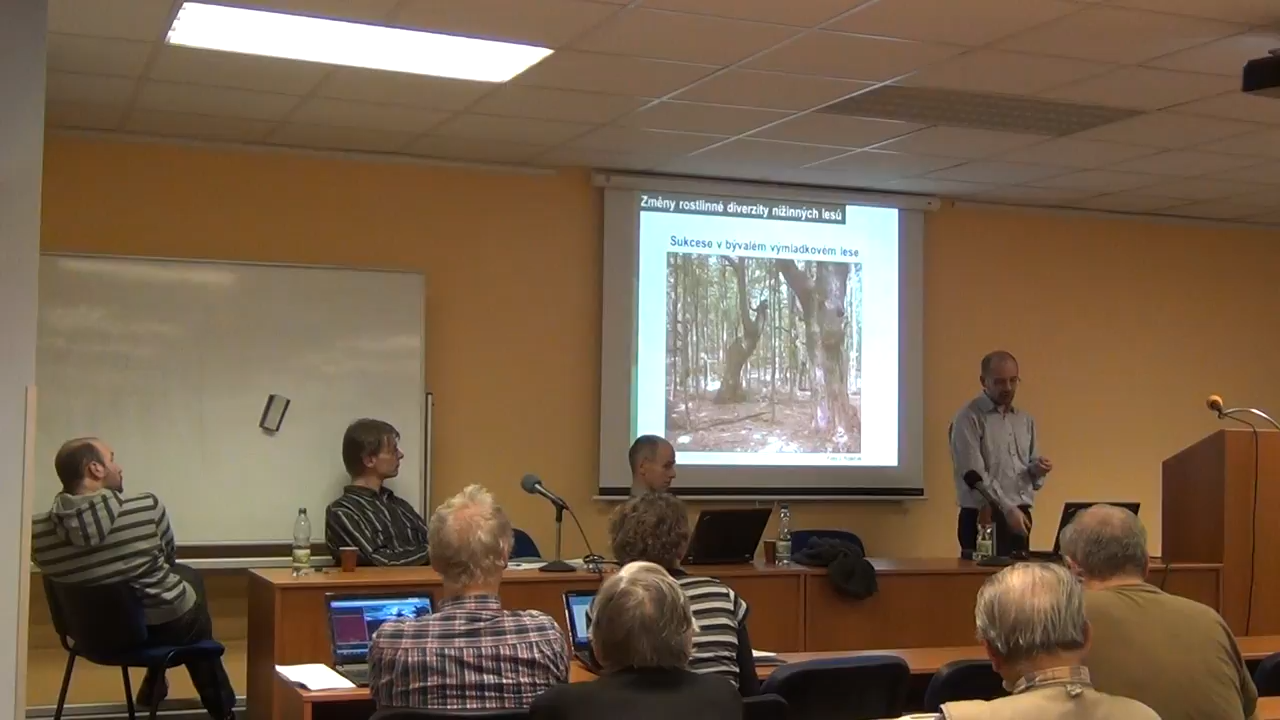 Změny rostlinné diverzity nížinných lesů
Sukcese v bývalém výmladkovém lese